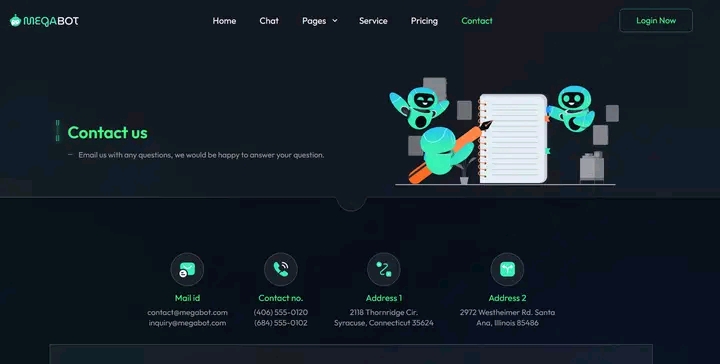 MEGABOT
Home
Chat
Pages
Service
Pricing
Contact
Login Now
Contact us
Email us with any questions, we would be happy to answer your question.
Mail id
contact@megabot.com
inquiry@megabot.com
Contact no.
(406) 555-0120
(684) 555-0102
Address 1
2118 Thornridge Cir.
Syracuse, Connecticut 35624
Address 2
2972 Westheimer Rd. Santa
Ana, Illinois 85486